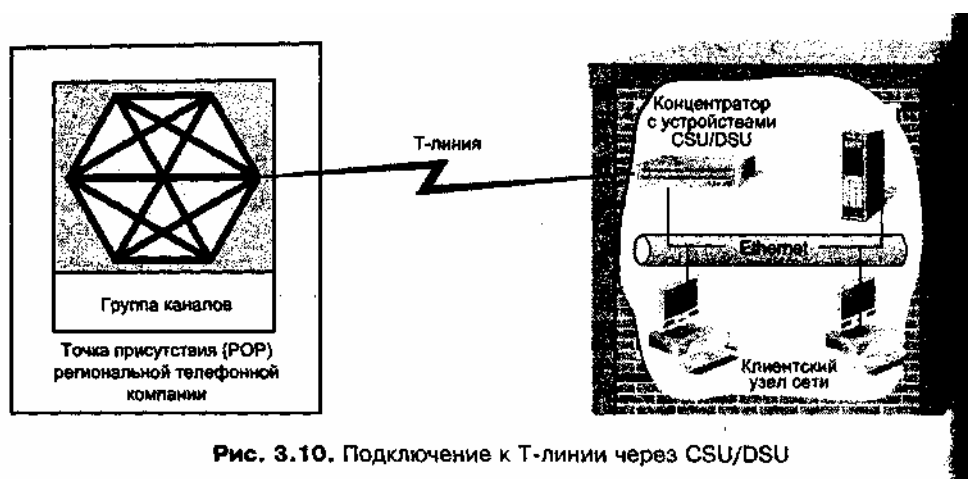 Группа каналов
Точка присутствия (POP)
региональной телефонной
компании
Т-линия
Концентратор
с устройствами
CSU/DSU
Ethernet
Клиентский
узел сети
Рис. 3.10. Подключение к Т-линии через CSU/DSU